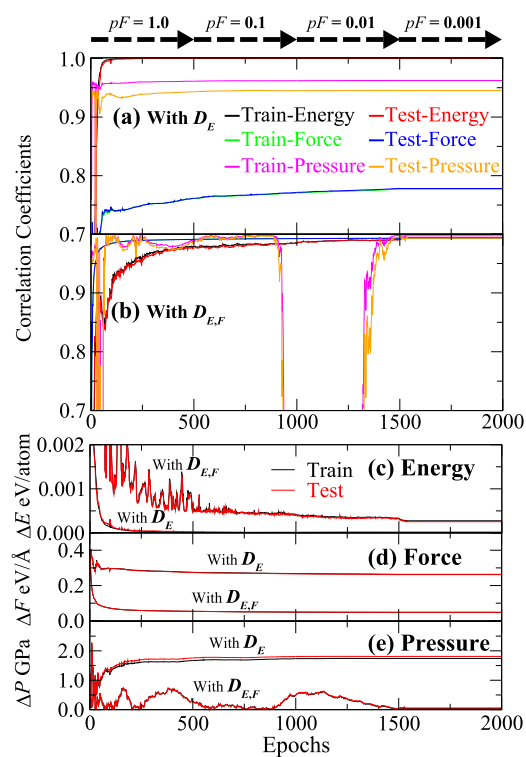 pF = 1.0 pF = 0.1 pF = 0.01 pF = 0.001
Correlation Coefficients
1.0
0.9
0.8
0.7
(a) With D_E
Train-Energy Test-Energy
Train-Force Test-Force
Train-Pressure Test-Pressure
0.9
0.8
0.7
(b) With D_E,F
0 500 1000 1500 2000
ΔE eV/atom
0.002
0.001
0.000
With D_E,F
With D_E
Train
Test
(c) Energy
ΔF eV/Å
0.4
0.2
0.0
With D_E
With D_E,F
(d) Force
ΔP GPa
2.0
1.0
0.0
With D_E
With D_E,F
(e) Pressure
0 500 1000 1500 2000
Epochs